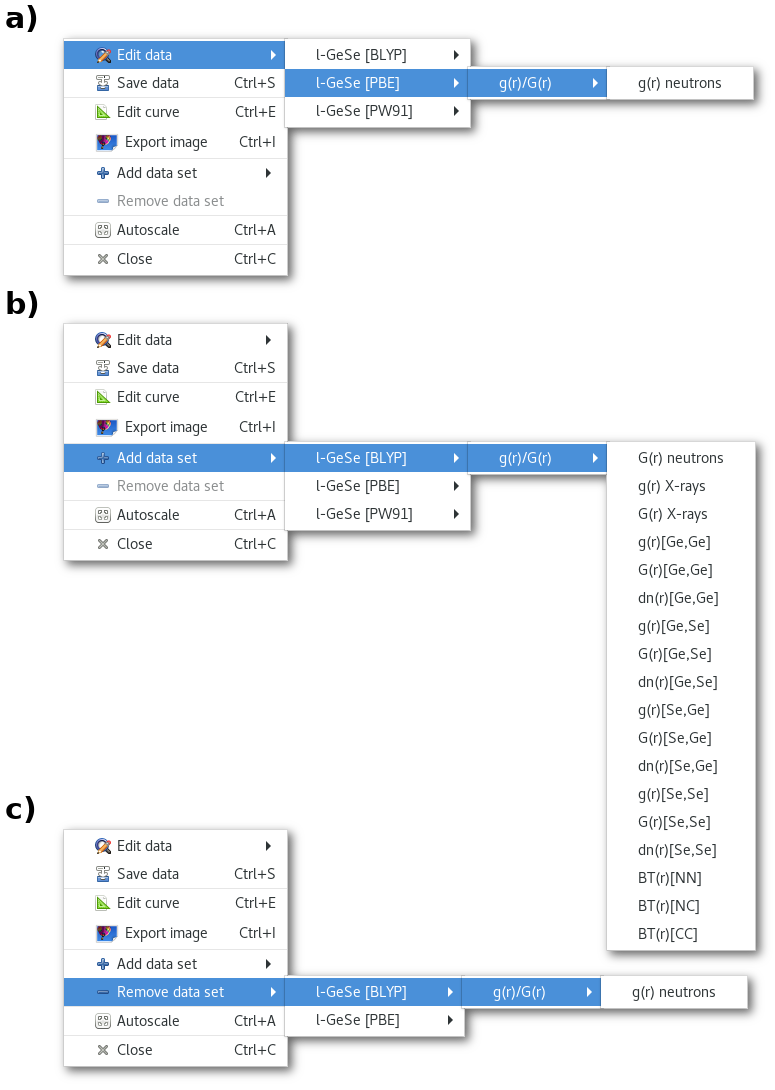 a)
Edit data
l-GeSe [BLYP]
Save data Ctrl+S
l-GeSe [PBE]
g(r)/G(r)
g(r) neutrons
Edit curve Ctrl+E
l-GeSe [PW91]
Export image Ctrl+I
Add data set
Remove data set
Autoscale Ctrl+A
Close Ctrl+C
b)
Edit data
Save data Ctrl+S
Edit curve Ctrl+E
Export image Ctrl+I
Add data set
l-GeSe [BLYP]
g(r)/G(r)
G(r) neutrons
Remove data set
l-GeSe [PBE]
g(r) X-rays
Autoscale Ctrl+A
l-GeSe [PW91]
G(r) X-rays
Close Ctrl+C
g(r)[Ge,Ge]
G(r)[Ge,Ge]
dn(r)[Ge,Ge]
g(r)[Ge,Se]
G(r)[Ge,Se]
dn(r)[Ge,Se]
g(r)[Se,Ge]
G(r)[Se,Ge]
dn(r)[Se,Ge]
g(r)[Se,Se]
G(r)[Se,Se]
dn(r)[Se,Se]
BT(r)[NN]
BT(r)[NC]
BT(r)[CC]
c)
Edit data
Save data Ctrl+S
Edit curve Ctrl+E
Export image Ctrl+I
Add data set
Remove data set
l-GeSe [BLYP]
g(r)/G(r)
g(r) neutrons
Autoscale Ctrl+A
l-GeSe [PBE]
Close Ctrl+C